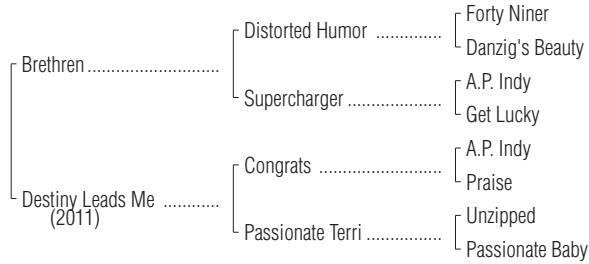 Forty Niner
Distorted Humor ..............
Danzig's Beauty
Brethren ...........................
A.P. Indy
Supercharger ....................
Get Lucky
A.P. Indy
Congrats ..........................
Praise
Destiny Leads Me ............
(2011)
Unzipped
Passionate Terri ................
Passionate Baby